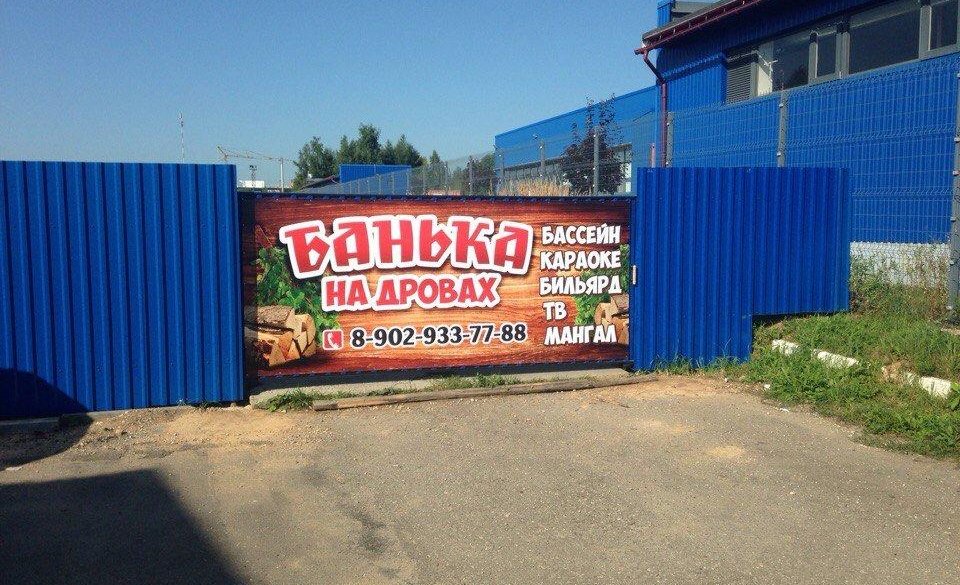 БАНЬКА
НА ДРОВАХ
8-902-933-77-88
БАССЕЙН
КАРАОКЕ
БИЛЬЯРД
ТВ
МАНГАЛ